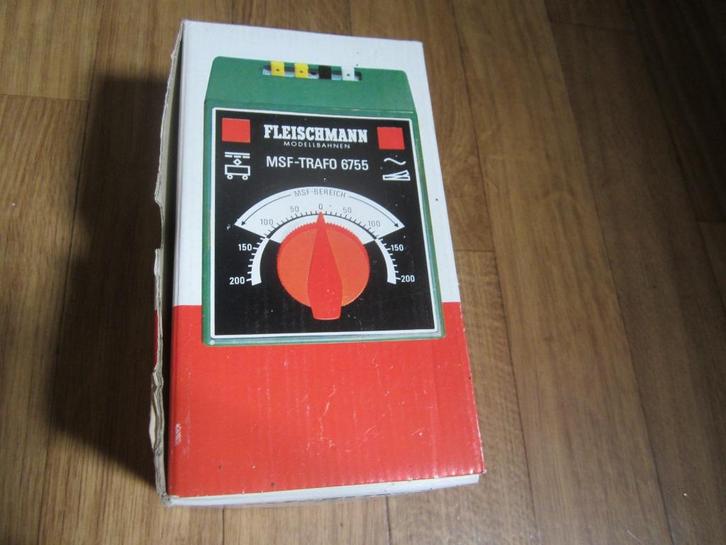 FLEISCHMANN
MODELLBAHNEN
MSF-TRAFO 6755
MSF-BEREICH
50 0 50
100 100
150 150
200 200